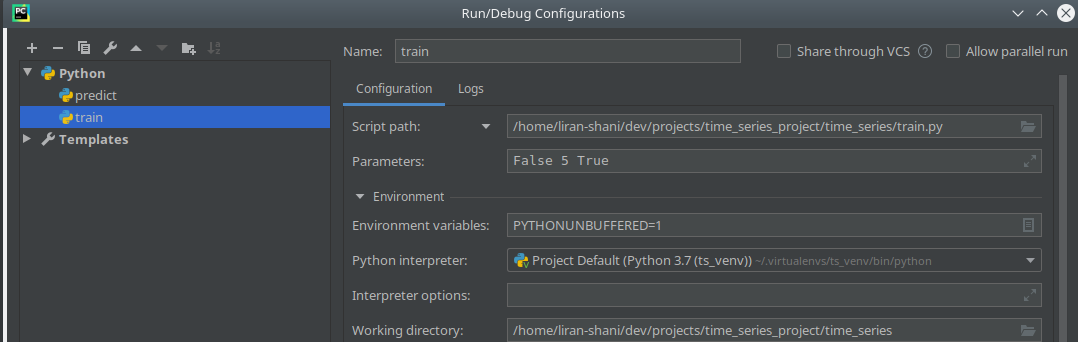 PC
Run/Debug Configurations
Name: train
Share through VCS ?
Allow parallel run
Python
predict
train
Templates
Configuration Logs
Script path: /home/liran-shani/dev/projects/time_series_project/time_series/train.py
Parameters: False 5 True
Environment
Environment variables: PYTHONUNBUFFERED=1
Python interpreter: Project Default (Python 3.7 (ts_venv)) ~/.virtualenvs/ts_venv/bin/python
Interpreter options:
Working directory: /home/liran-shani/dev/projects/time_series_project/time_series